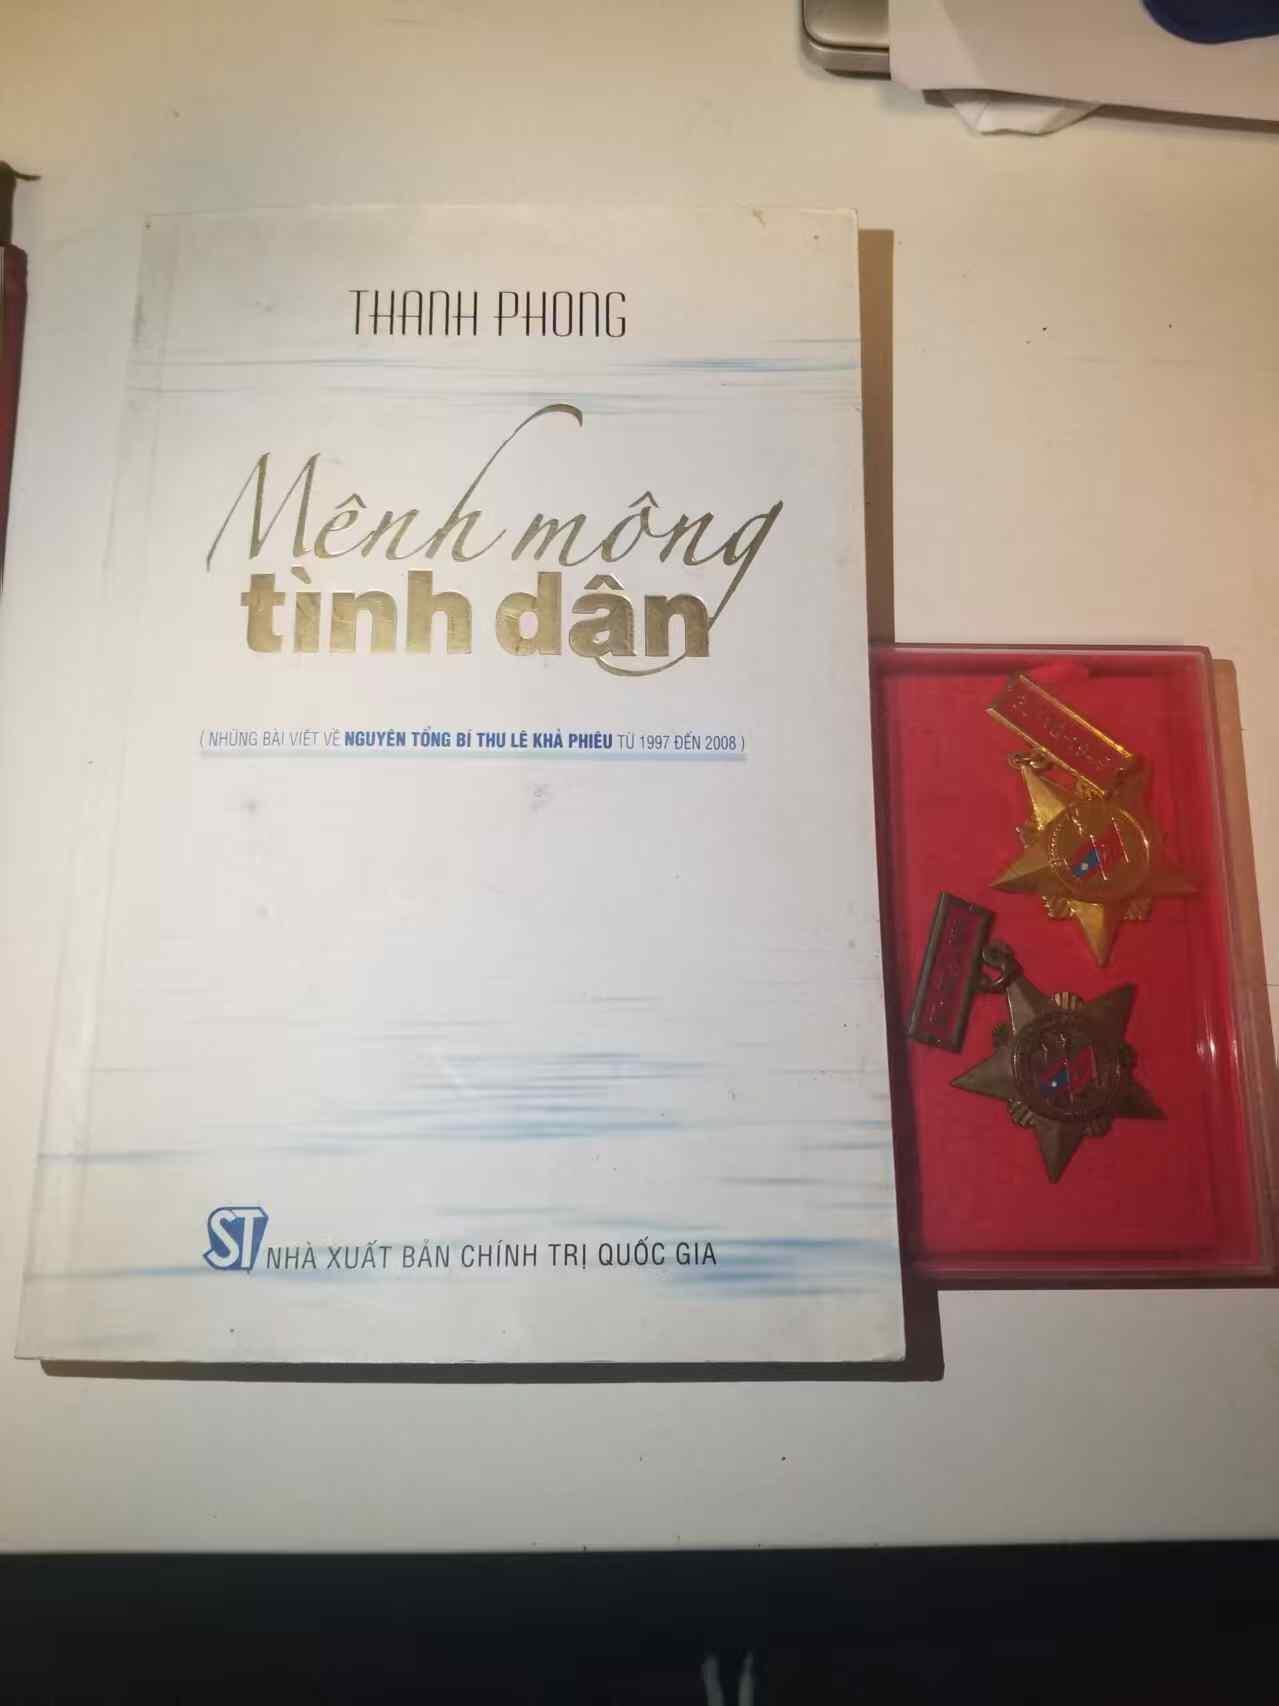 THANH PHONG
Mênh mông
tình dân
( NHỮNG BÀI VIẾT VỀ NGUYÊN TỔNG BÍ THƯ LÊ KHẢ PHIÊU TỪ 1997 ĐẾN 2008 )
ST NHÀ XUẤT BẢN CHÍNH TRỊ QUỐC GIA